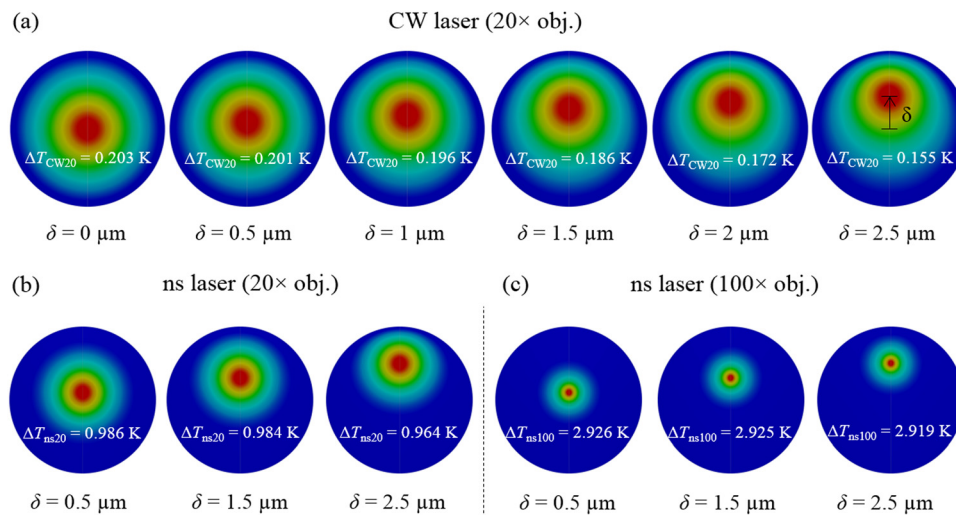 (a) CW laser (20× obj.)
δ
ΔT_CW20 = 0.203 K ΔT_CW20 = 0.201 K ΔT_CW20 = 0.196 K ΔT_CW20 = 0.186 K ΔT_CW20 = 0.172 K ΔT_CW20 = 0.155 K
δ = 0 μm δ = 0.5 μm δ = 1 μm δ = 1.5 μm δ = 2 μm δ = 2.5 μm
(b) ns laser (20× obj.)
ΔT_ns20 = 0.986 K ΔT_ns20 = 0.984 K ΔT_ns20 = 0.964 K
δ = 0.5 μm δ = 1.5 μm δ = 2.5 μm
(c) ns laser (100× obj.)
ΔT_ns100 = 2.926 K ΔT_ns100 = 2.925 K ΔT_ns100 = 2.919 K
δ = 0.5 μm δ = 1.5 μm δ = 2.5 μm